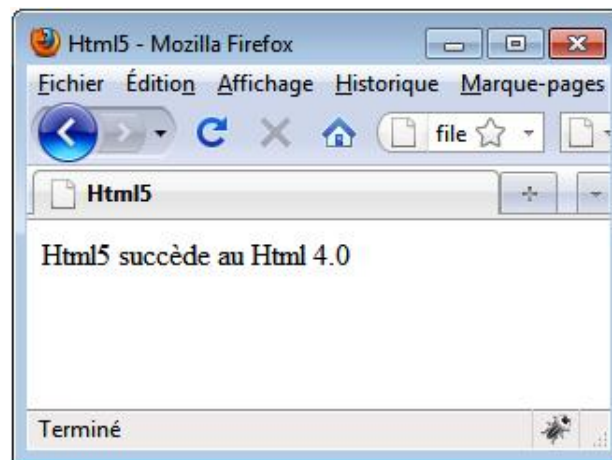 Html5 - Mozilla Firefox
Fichier Édition Affichage Historique Marque-pages
file
Html5
Html5 succède au Html 4.0
Terminé